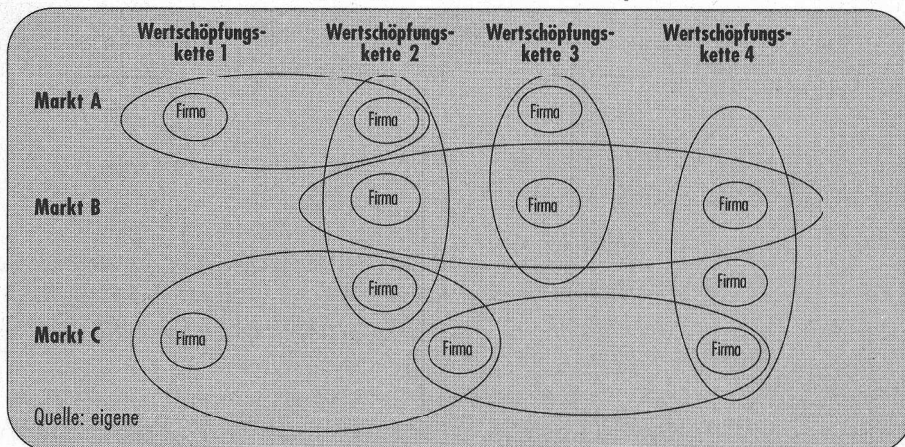 Wertschöpfungs-
kette 1
Wertschöpfungs-
kette 2
Wertschöpfungs-
kette 3
Wertschöpfungs-
kette 4
Markt A
Firma
Firma
Firma
Markt B
Firma
Firma
Firma
Firma
Firma
Markt C
Firma
Firma
Firma
Quelle: eigene